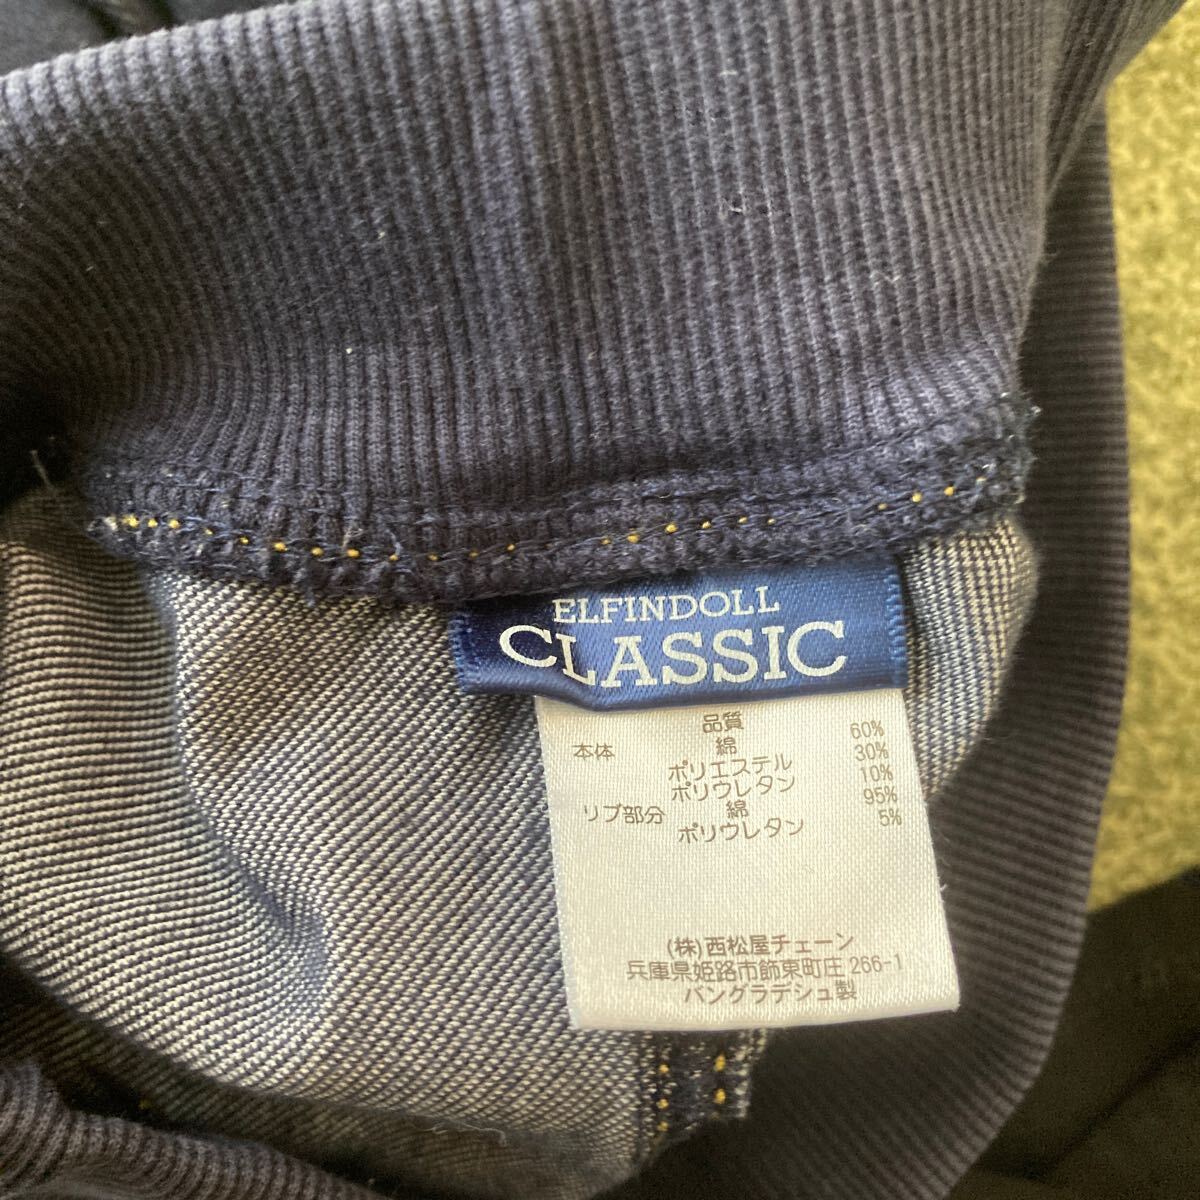 ELFINDOLL
CLASSIC
品質
本体 綿 60%
ポリエステル 30%
ポリウレタン 10%
リブ部分 綿 95%
ポリウレタン 5%
(株)西松屋チェーン
兵庫県姫路市飾東町庄 266-1
バングラデシュ製